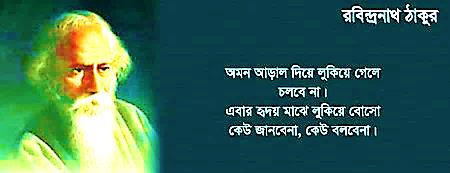 রবিন্দ্রনাথ ঠাকুর
অমন আড়াল দিয়ে লুকিয়ে গেলে
চলবে না।
এবার হৃদয় মাঝে লুকিয়ে বোসো
কেউ জানবেনা, কেউ বলবেনা।